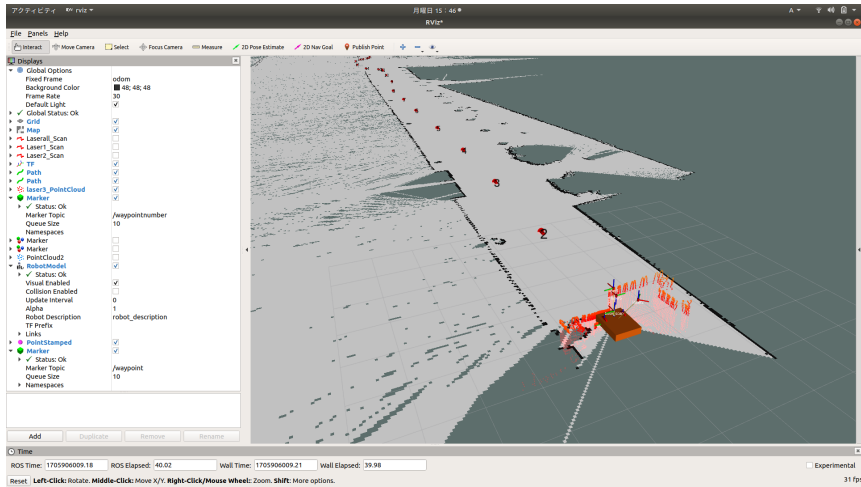 アクティビティ rviz ▾ 月曜日 15 : 46 A ▾
RViz*
File Panels Help
Interact Move Camera Select Focus Camera Measure 2D Pose Estimate 2D Nav Goal Publish Point
Displays
Global Options
Fixed Frame odom
Background Color 48; 48; 48
Frame Rate 30
Default Light ✓
✓ Global Status: Ok
Grid ✓
Map ✓
Laserall_Scan
Laser1_Scan
Laser2_Scan
TF ✓
Path ✓
Path ✓
laser3_PointCloud ✓
Marker ✓
✓ Status: Ok
Marker Topic /waypointnumber
Queue Size 10
Namespaces
Marker
Marker
PointCloud2
RobotModel ✓
✓ Status: Ok
Visual Enabled ✓
Collision Enabled
Update Interval 0
Alpha 1
Robot Description robot_description
TF Prefix
Links
PointStamped ✓
Marker ✓
✓ Status: Ok
Marker Topic /waypoint
Queue Size 10
Namespaces
3
2
Add Duplicate Remove Rename
Time
ROS Time: 1705906009.18 ROS Elapsed: 40.02 Wall Time: 1705906009.21 Wall Elapsed: 39.98 Experimental
Reset Left-Click: Rotate. Middle-Click: Move X/Y. Right-Click/Mouse Wheel: Zoom. Shift: More options. 31 fps